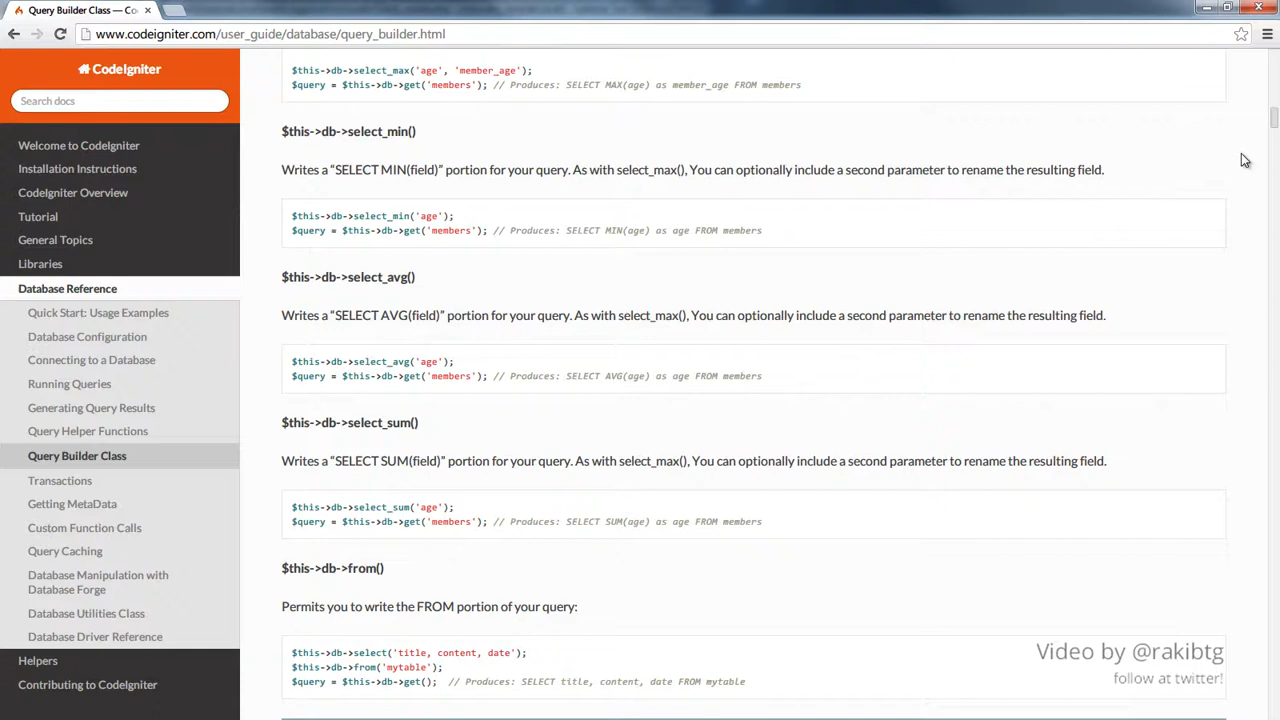 Query Builder Class — Co
www.codeigniter.com/user_guide/database/query_builder.html
CodeIgniter
Search docs
Welcome to CodeIgniter
Installation Instructions
CodeIgniter Overview
Tutorial
General Topics
Libraries
Database Reference
Quick Start: Usage Examples
Database Configuration
Connecting to a Database
Running Queries
Generating Query Results
Query Helper Functions
Query Builder Class
Transactions
Getting MetaData
Custom Function Calls
Query Caching
Database Manipulation with
Database Forge
Database Utilities Class
Database Driver Reference
Helpers
Contributing to CodeIgniter
$this->db->select_max('age', 'member_age');
$query = $this->db->get('members'); // Produces: SELECT MAX(age) as member_age FROM members
$this->db->select_min()
Writes a “SELECT MIN(field)” portion for your query. As with select_max(), You can optionally include a second parameter to rename the resulting field.
$this->db->select_min('age');
$query = $this->db->get('members'); // Produces: SELECT MIN(age) as age FROM members
$this->db->select_avg()
Writes a “SELECT AVG(field)” portion for your query. As with select_max(), You can optionally include a second parameter to rename the resulting field.
$this->db->select_avg('age');
$query = $this->db->get('members'); // Produces: SELECT AVG(age) as age FROM members
$this->db->select_sum()
Writes a “SELECT SUM(field)” portion for your query. As with select_max(), You can optionally include a second parameter to rename the resulting field.
$this->db->select_sum('age');
$query = $this->db->get('members'); // Produces: SELECT SUM(age) as age FROM members
$this->db->from()
Permits you to write the FROM portion of your query:
$this->db->select('title, content, date');
$this->db->from('mytable');
$query = $this->db->get(); // Produces: SELECT title, content, date FROM mytable
Video by @rakibtg
follow at twitter!